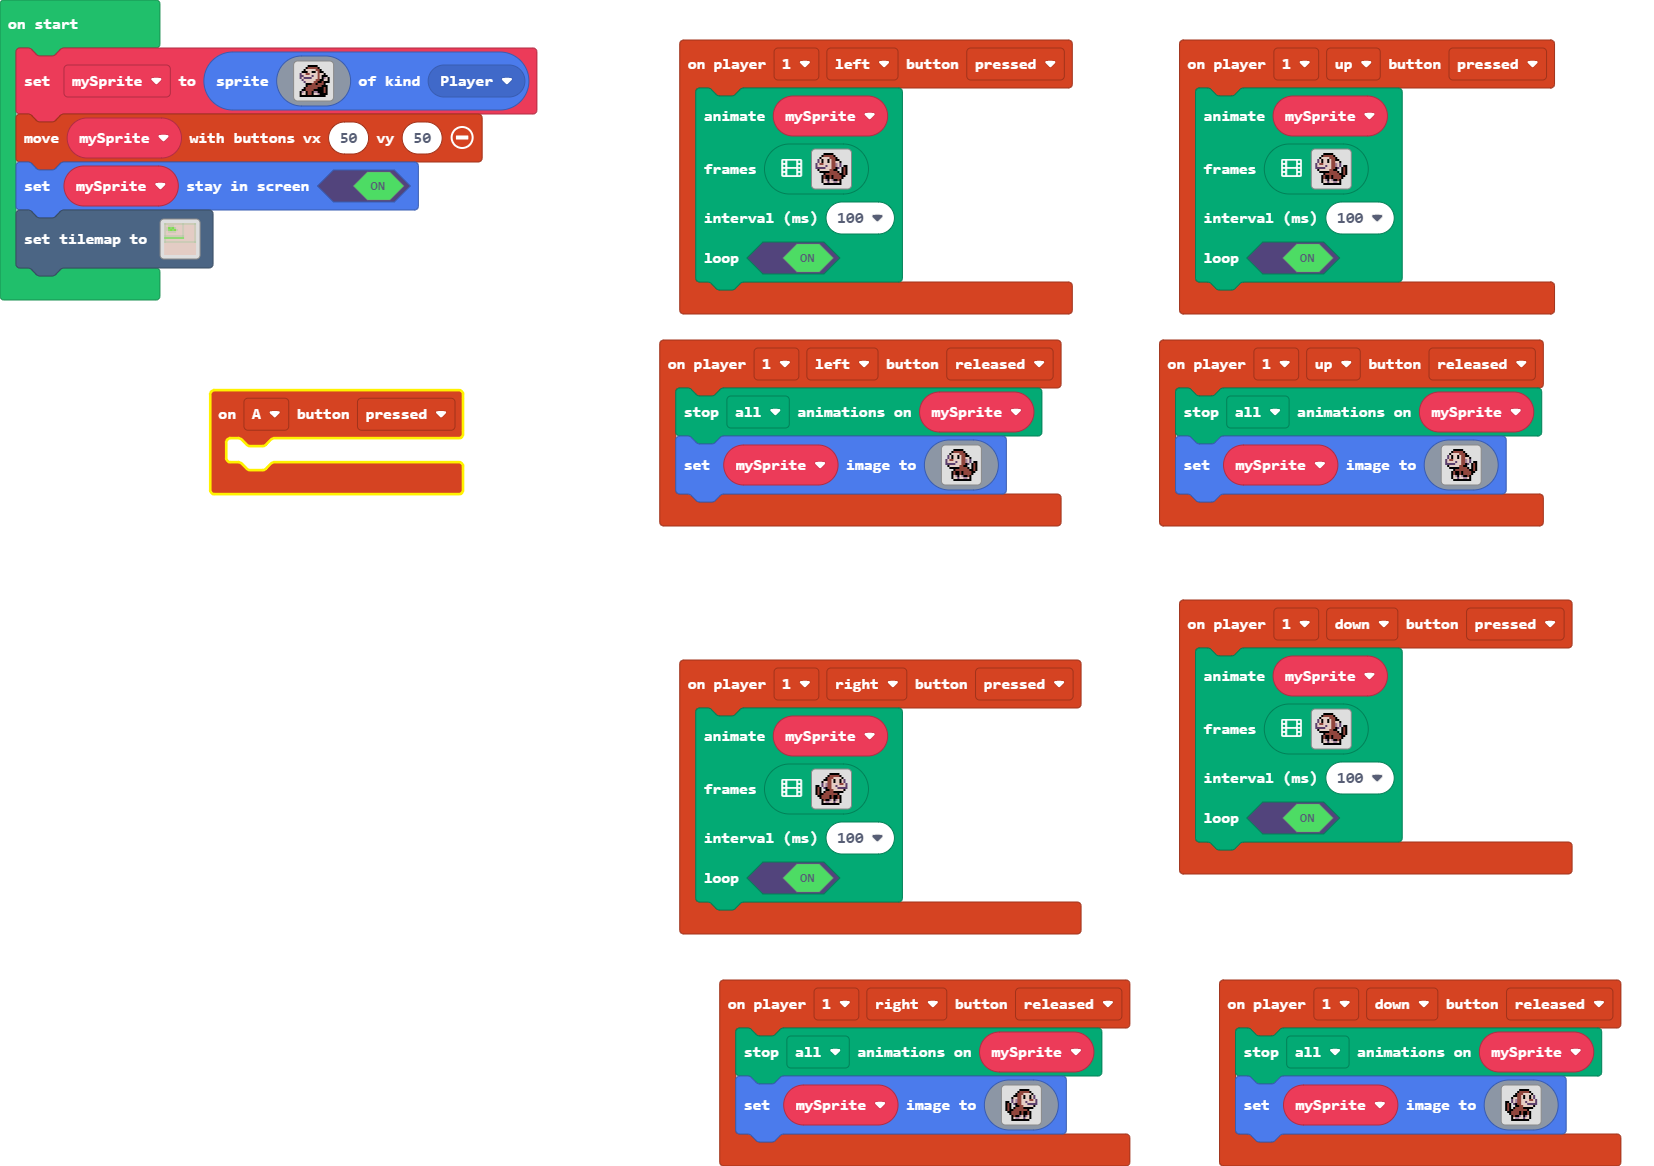 on start
set mySprite to sprite of kind Player
move mySprite with buttons vx 50 vy 50
set mySprite stay in screen ON
set tilemap to
on A button pressed
on player 1 left button pressed
animate mySprite
frames
interval (ms) 100
loop ON
on player 1 left button released
stop all animations on mySprite
set mySprite image to
on player 1 right button pressed
animate mySprite
frames
interval (ms) 100
loop ON
on player 1 right button released
stop all animations on mySprite
set mySprite image to
on player 1 up button pressed
animate mySprite
frames
interval (ms) 100
loop ON
on player 1 up button released
stop all animations on mySprite
set mySprite image to
on player 1 down button pressed
animate mySprite
frames
interval (ms) 100
loop ON
on player 1 down button released
stop all animations on mySprite
set mySprite image to